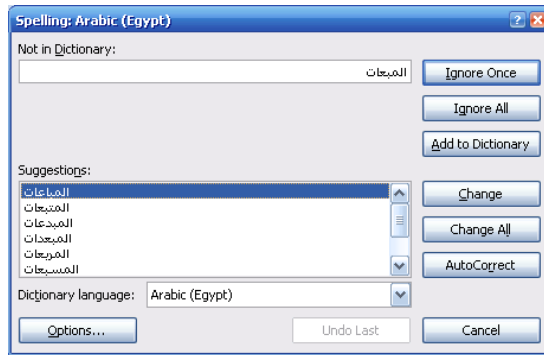 Spelling: Arabic (Egypt)
Not in Dictionary:
المبعات
Ignore Once
Ignore All
Add to Dictionary
Suggestions:
المباعات
المتبعات
المبدعات
المبعدات
المربعات
المسبعات
Change
Change All
AutoCorrect
Dictionary language: Arabic (Egypt)
Options...
Undo Last
Cancel